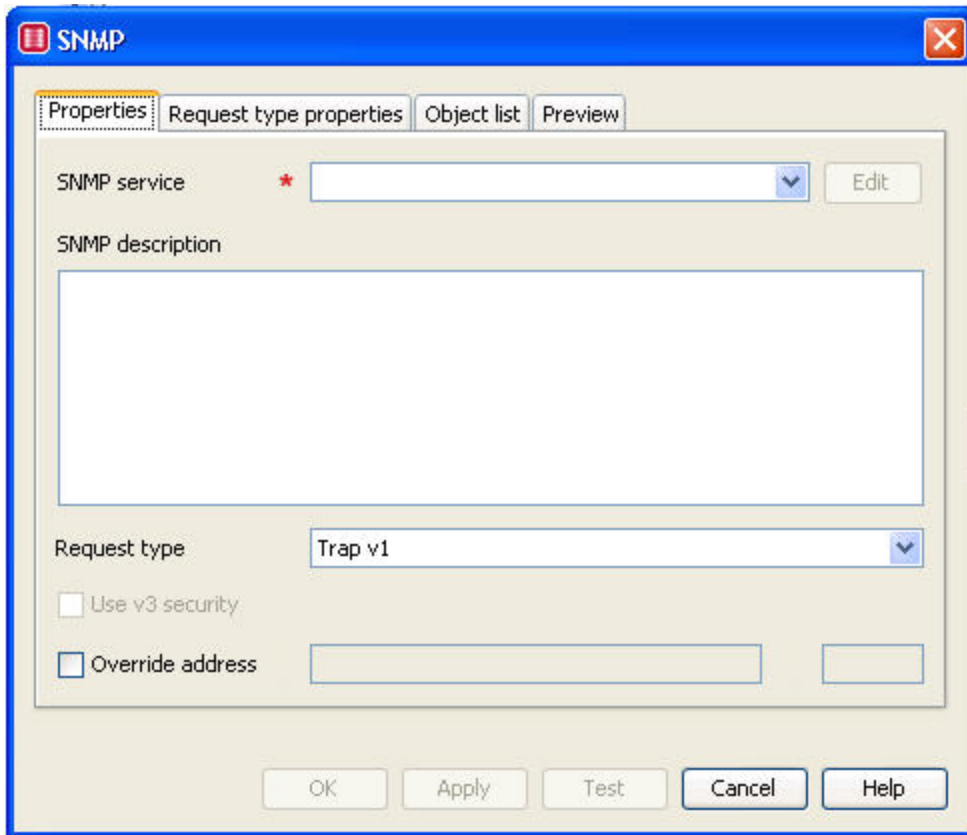 SNMP
Properties Request type properties Object list Preview
SNMP service * Edit
SNMP description
Request type Trap v1
Use v3 security
Override address
OK Apply Test Cancel Help